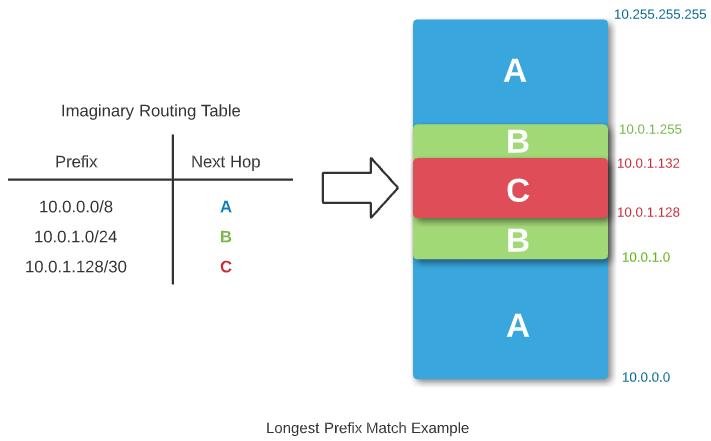 Imaginary Routing Table
Prefix Next Hop
10.0.0.0/8 A
10.0.1.0/24 B
10.0.1.128/30 C
10.255.255.255
A
10.0.1.255
B
10.0.1.132
C
10.0.1.128
B
10.0.1.0
A
10.0.0.0
Longest Prefix Match Example